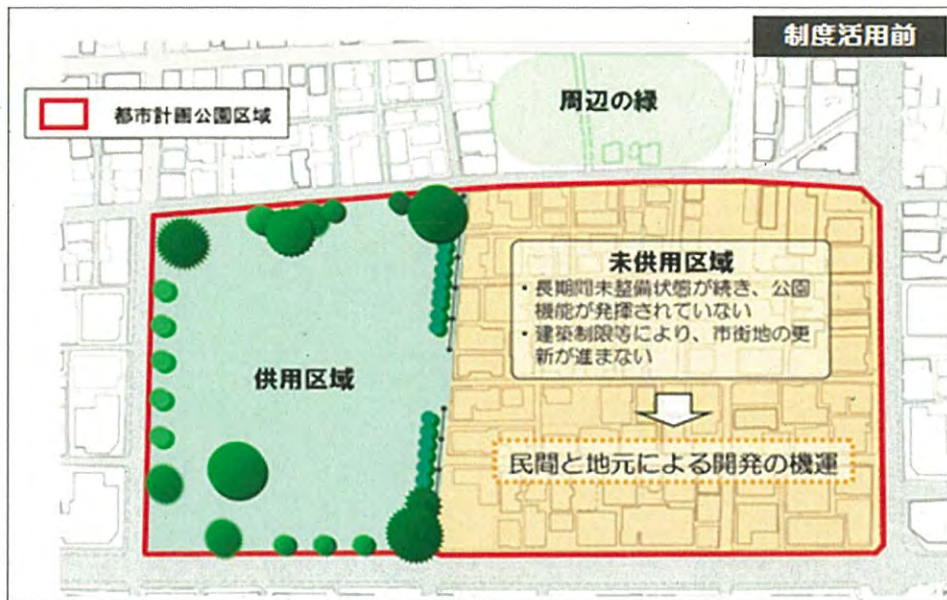 制度活用前
都市計画公園区域
周辺の緑
未供用区域
・長期間未整備状態が続き、公園
機能が発揮されていない
・建築制限等により、市街地の更
新が進まない
供用区域
民間と地元による開発の機運